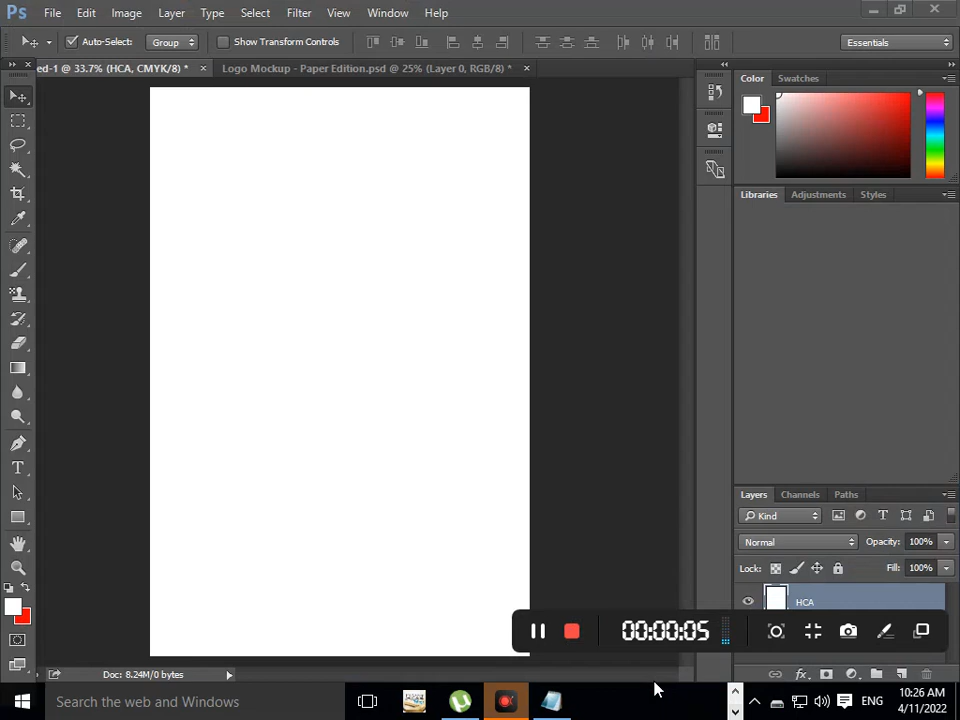 Ps File Edit Image Layer Type Select Filter View Window Help
Auto-Select: Group Show Transform Controls Essentials
ed-1 @ 33.7% (HCA, CMYK/8) * × Logo Mockup - Paper Edition.psd @ 25% (Layer 0, RGB/8) * ×
Color Swatches
Libraries Adjustments Styles
Layers Channels Paths
Kind
Normal Opacity: 100%
Lock: Fill: 100%
HCA
00:00:05
Doc: 8.24M/0 bytes
Search the web and Windows
ENG
10:26 AM
4/11/2022